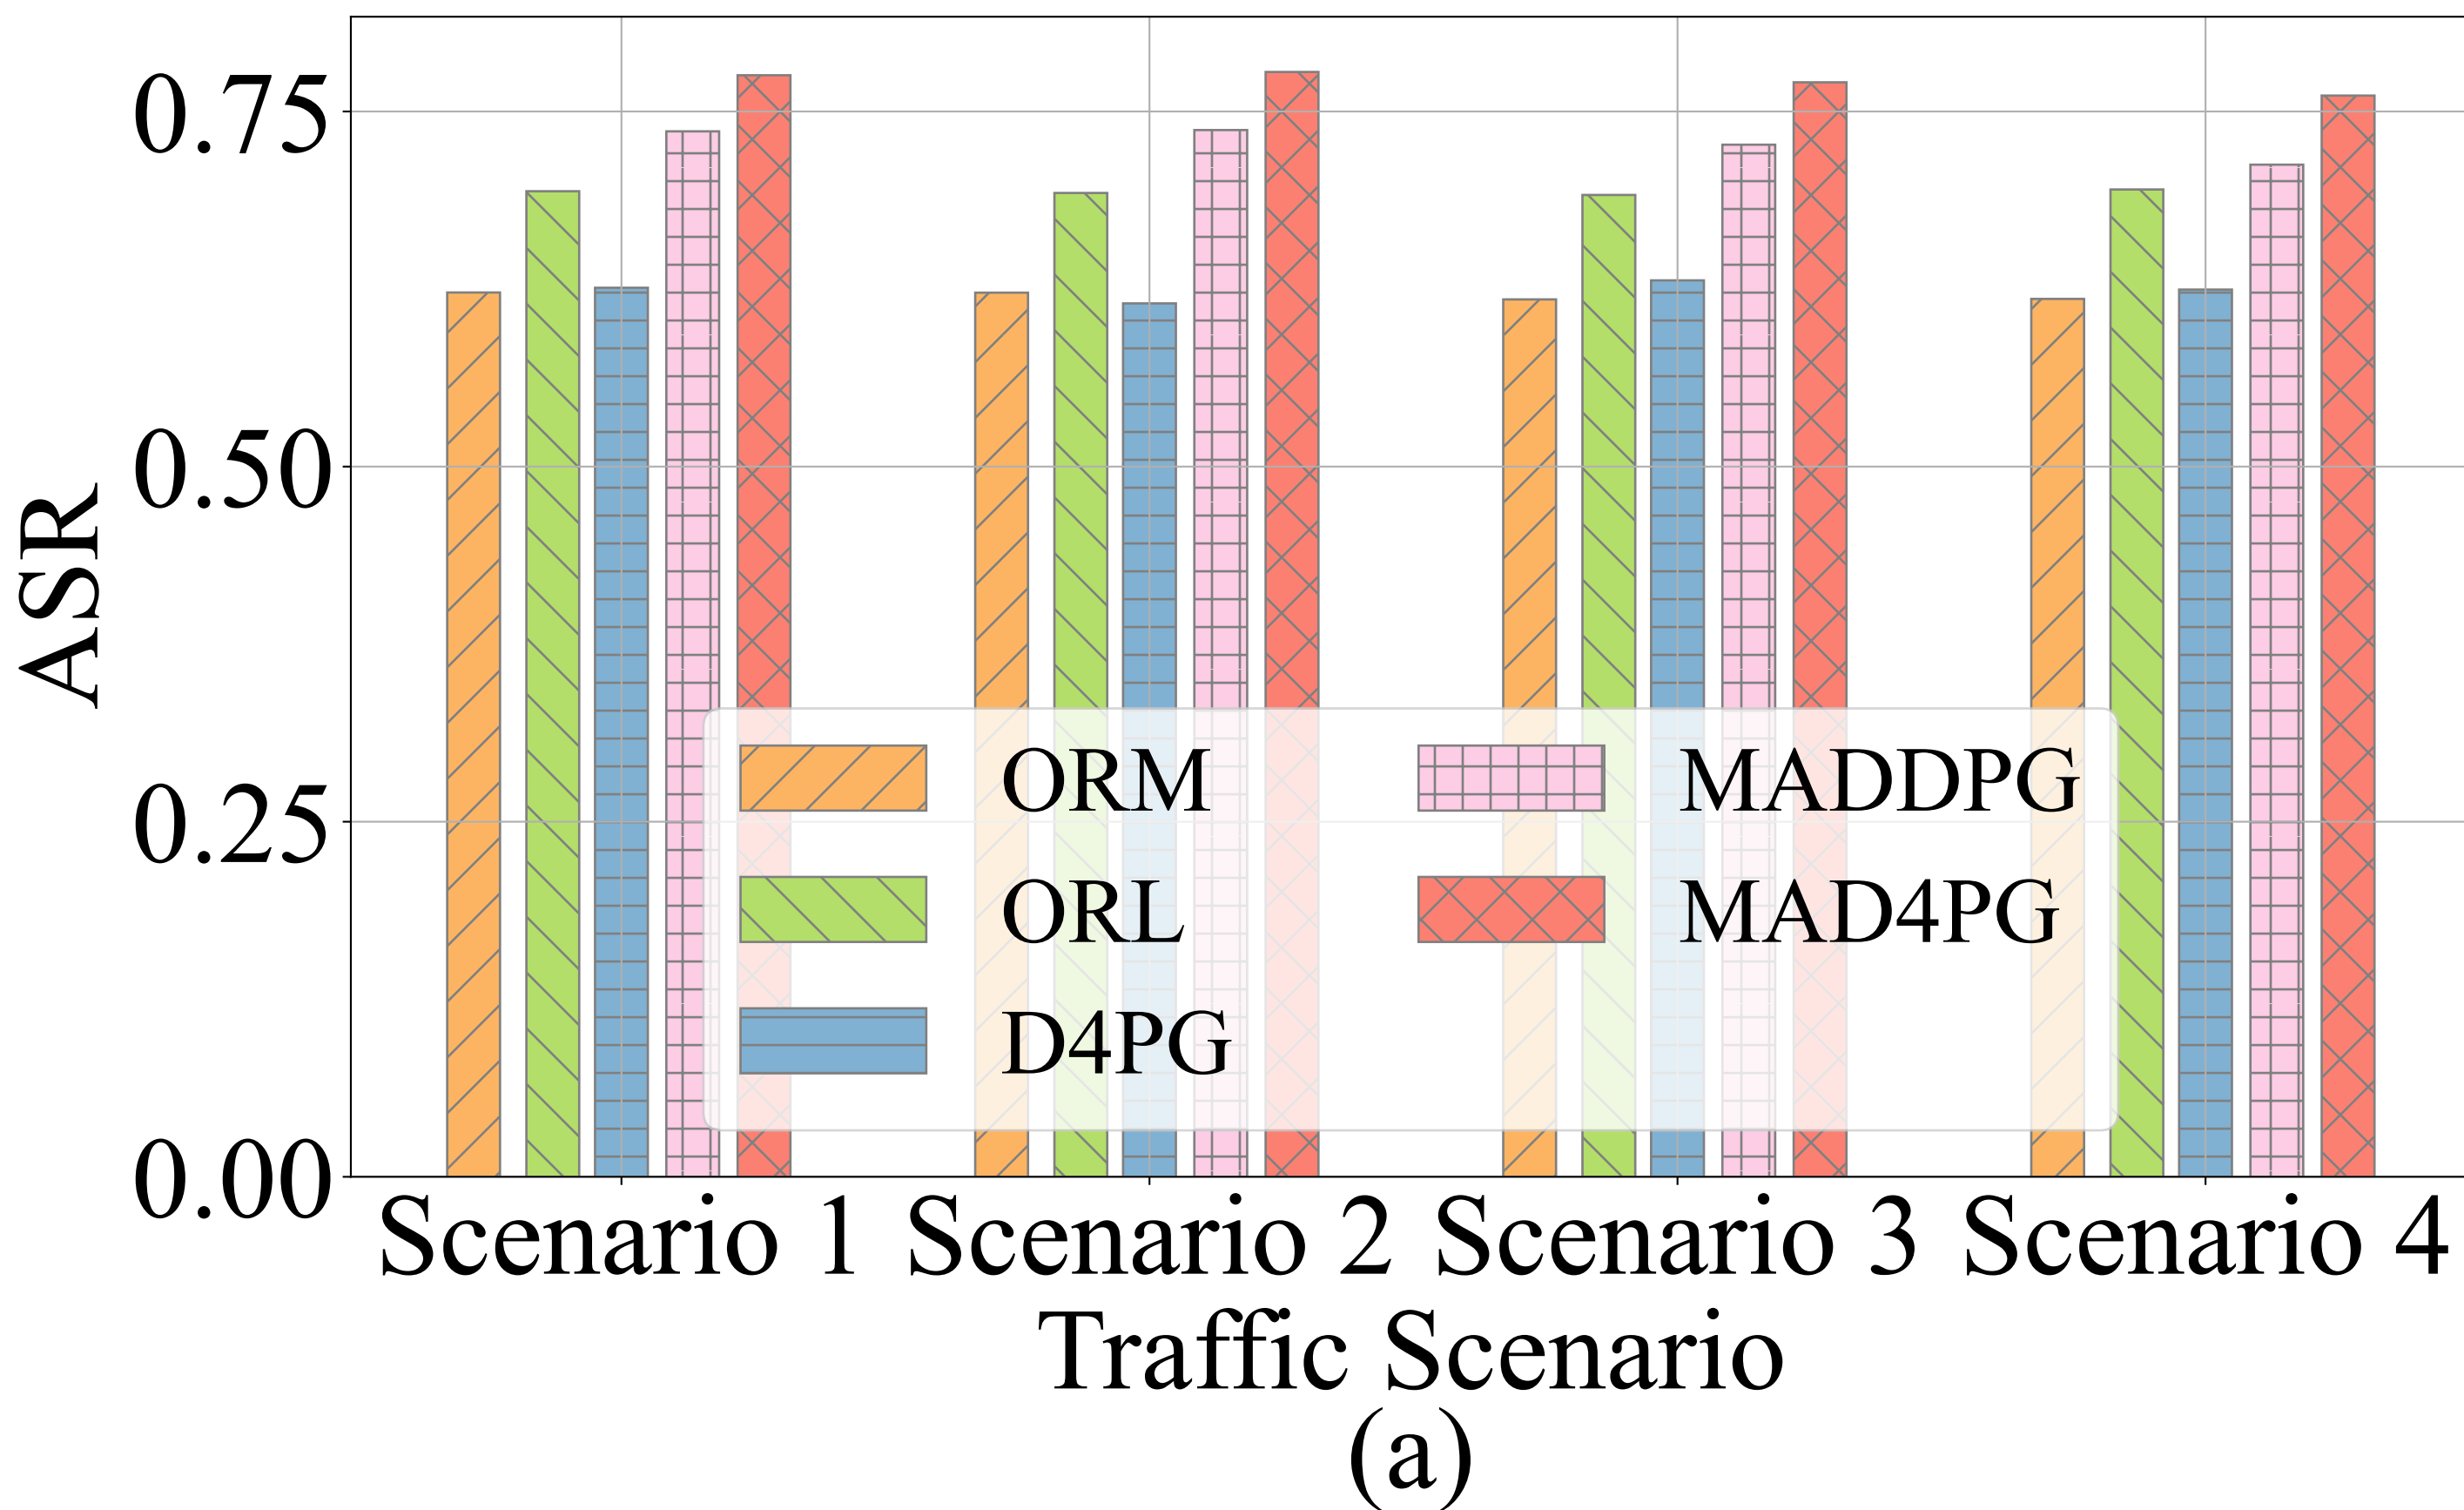 0.75
0.50
0.25
0.00
ASR
ORM
ORL
D4PG
MADDPG
MAD4PG
Scenario 1 Scenario 2 Scenario 3 Scenario 4
Traffic Scenario
(a)